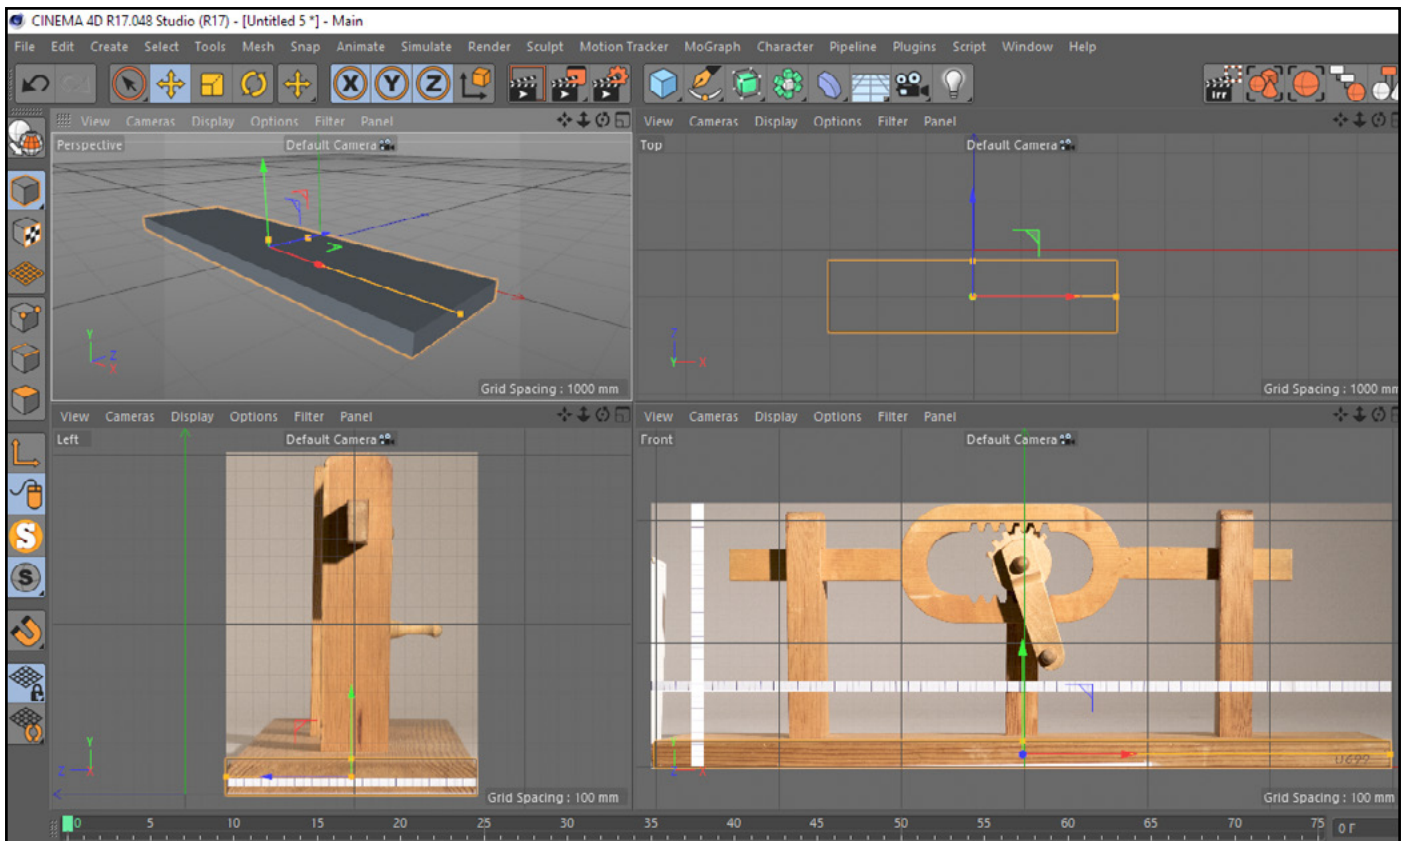 CINEMA 4D R17.048 Studio (R17) - [Untitled 5 *] - Main
File Edit Create Select Tools Mesh Snap Animate Simulate Render Sculpt Motion Tracker MoGraph Character Pipeline Plugins Script Window Help
X Y Z
Irr
View Cameras Display Options Filter Panel
View Cameras Display Options Filter Panel
Perspective
Default Camera
Top
Default Camera
Y
Z
X
Z
Y X
Grid Spacing : 1000 mm
Grid Spacing : 1000 mm
View Cameras Display Options Filter Panel
View Cameras Display Options Filter Panel
Left
Default Camera
Front
Default Camera
S
S
Y
Z X
Y
Z X
Grid Spacing : 100 mm
Grid Spacing : 100 mm
0 5 10 15 20 25 30 35 40 45 50 55 60 65 70 75